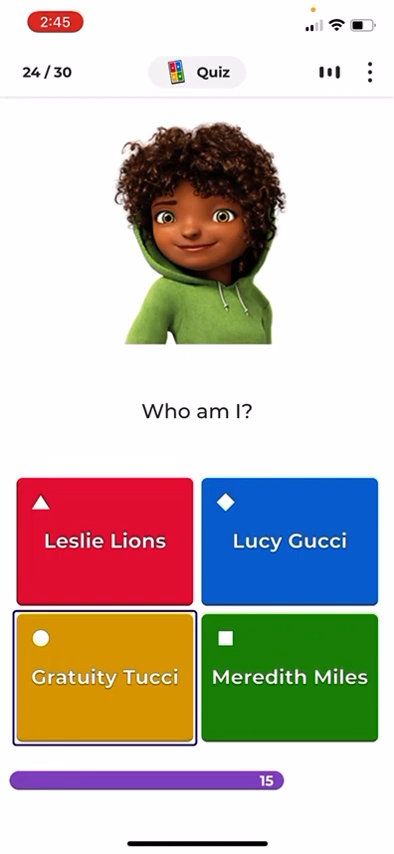 2:45
24 / 30
Quiz
Who am I?
Leslie Lions
Lucy Gucci
Gratuity Tucci
Meredith Miles
15